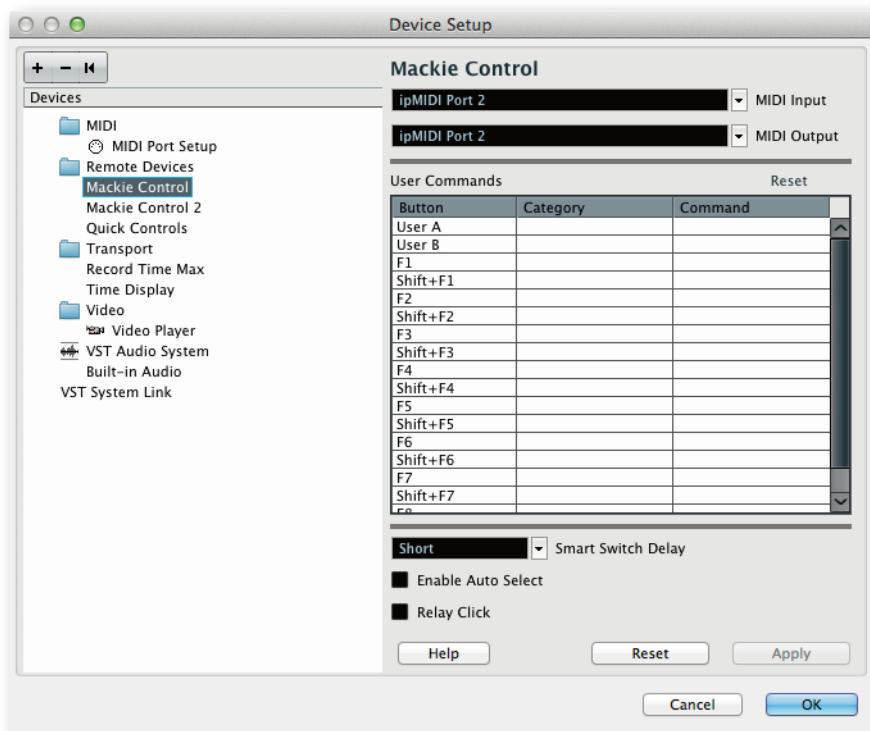 Device Setup
+ −
Devices
MIDI
MIDI Port Setup
Remote Devices
Mackie Control
Mackie Control 2
Quick Controls
Transport
Record Time Max
Time Display
Video
Video Player
VST Audio System
Built-in Audio
VST System Link
Mackie Control
ipMIDI Port 2 MIDI Input
ipMIDI Port 2 MIDI Output
User Commands Reset
Button Category Command
User A
User B
F1
Shift+F1
F2
Shift+F2
F3
Shift+F3
F4
Shift+F4
F5
Shift+F5
F6
Shift+F6
F7
Shift+F7
Short Smart Switch Delay
Enable Auto Select
Relay Click
Help Reset Apply
Cancel OK